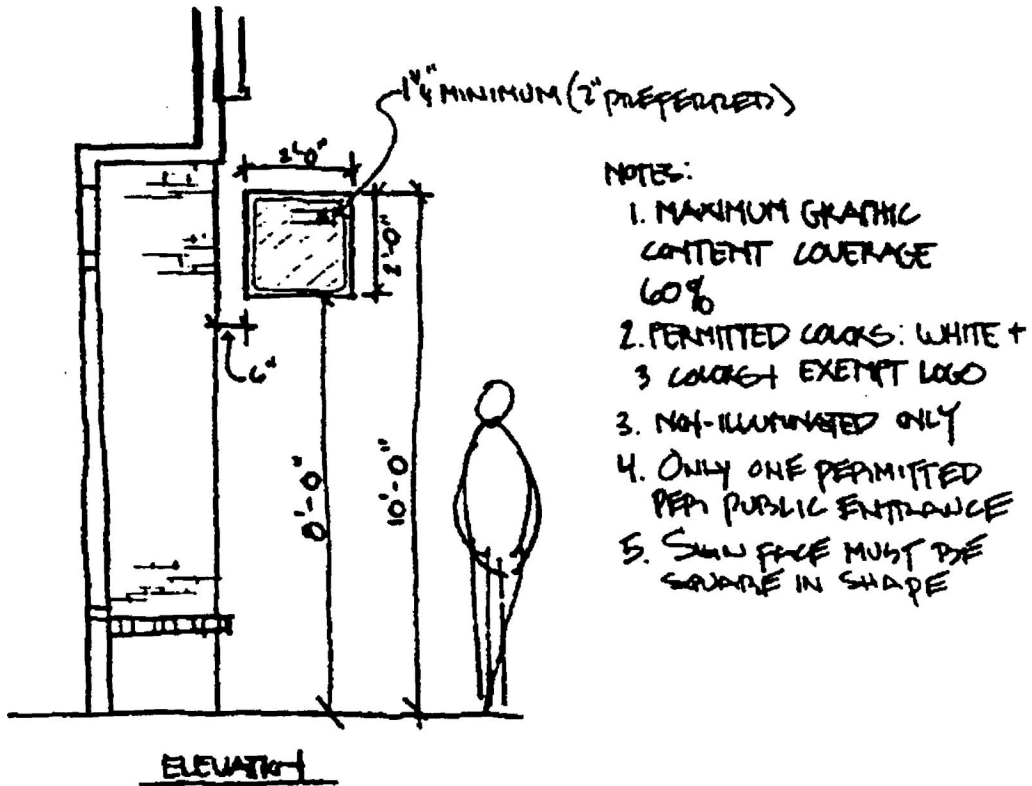 1 1/4" MINIMUM (2" PREFERRED)
2'-0"
2'-0"
6"
8'-0"
10'-0"
NOTES:
1. MAXIMUM GRAPHIC
CONTENT COVERAGE
60%
2. PERMITTED COLORS: WHITE +
3 COLORS + EXEMPT LOGO
3. NON-ILLUMINATED ONLY
4. ONLY ONE PERMITTED
PER PUBLIC ENTRANCE
5. SIGN FACE MUST BE
SQUARE IN SHAPE
ELEVATION